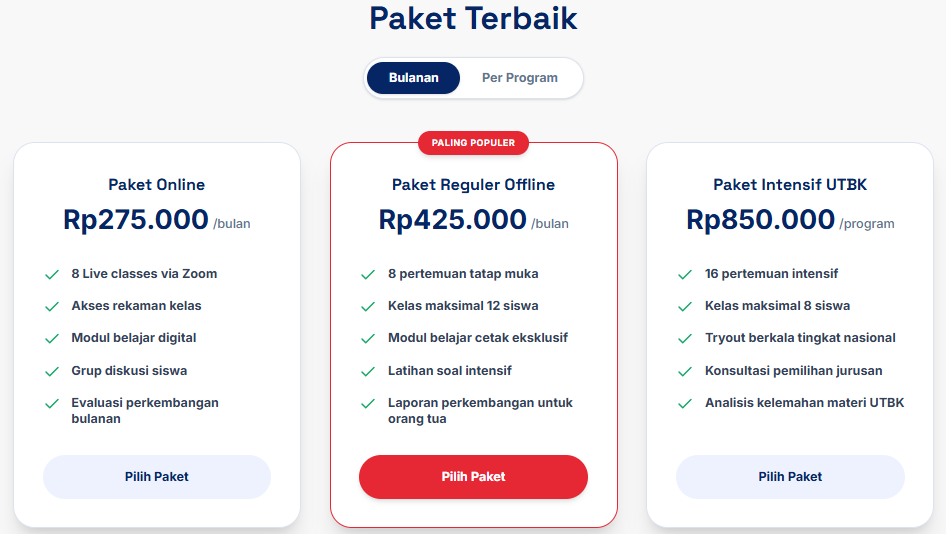 Paket Terbaik
Bulanan
Per Program
PALING POPULER
Paket Online
Rp275.000 /bulan
8 Live classes via Zoom
Akses rekaman kelas
Modul belajar digital
Grup diskusi siswa
Evaluasi perkembangan
bulanan
Pilih Paket
Paket Reguler Offline
Rp425.000 /bulan
8 pertemuan tatap muka
Kelas maksimal 12 siswa
Modul belajar cetak eksklusif
Latihan soal intensif
Laporan perkembangan untuk
orang tua
Pilih Paket
Paket Intensif UTBK
Rp850.000 /program
16 pertemuan intensif
Kelas maksimal 8 siswa
Tryout berkala tingkat nasional
Konsultasi pemilihan jurusan
Analisis kelemahan materi UTBK
Pilih Paket